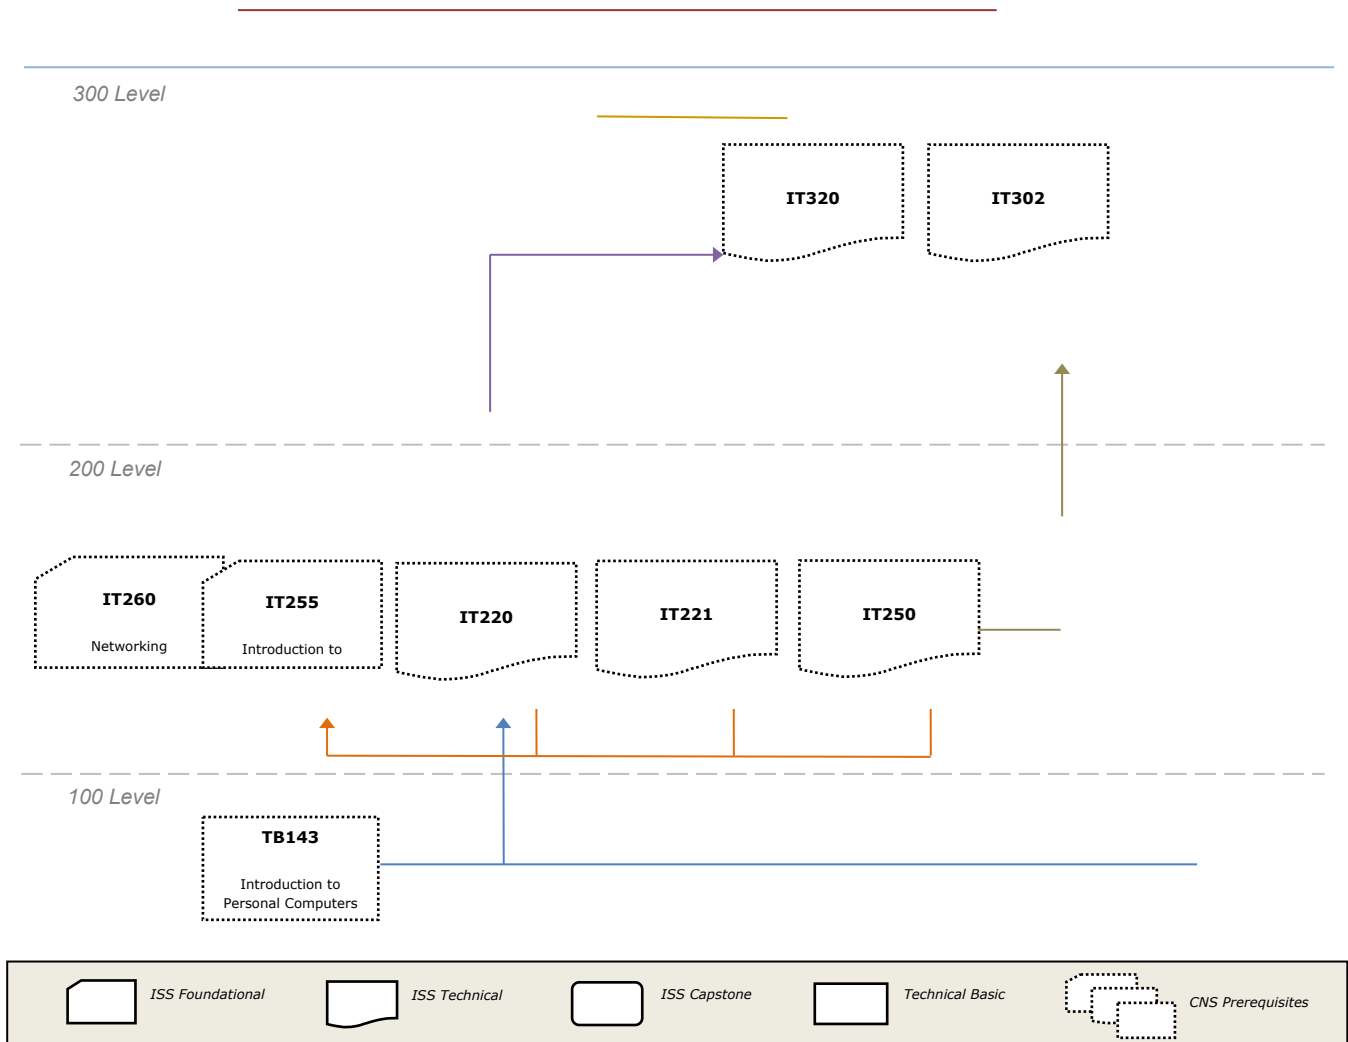 300 Level
IT320
IT302
200 Level
IT260
Networking
IT255
Introduction to
IT220
IT221
IT250
100 Level
TB143
Introduction to
Personal Computers
ISS Foundational
ISS Technical
ISS Capstone
Technical Basic
CNS Prerequisites